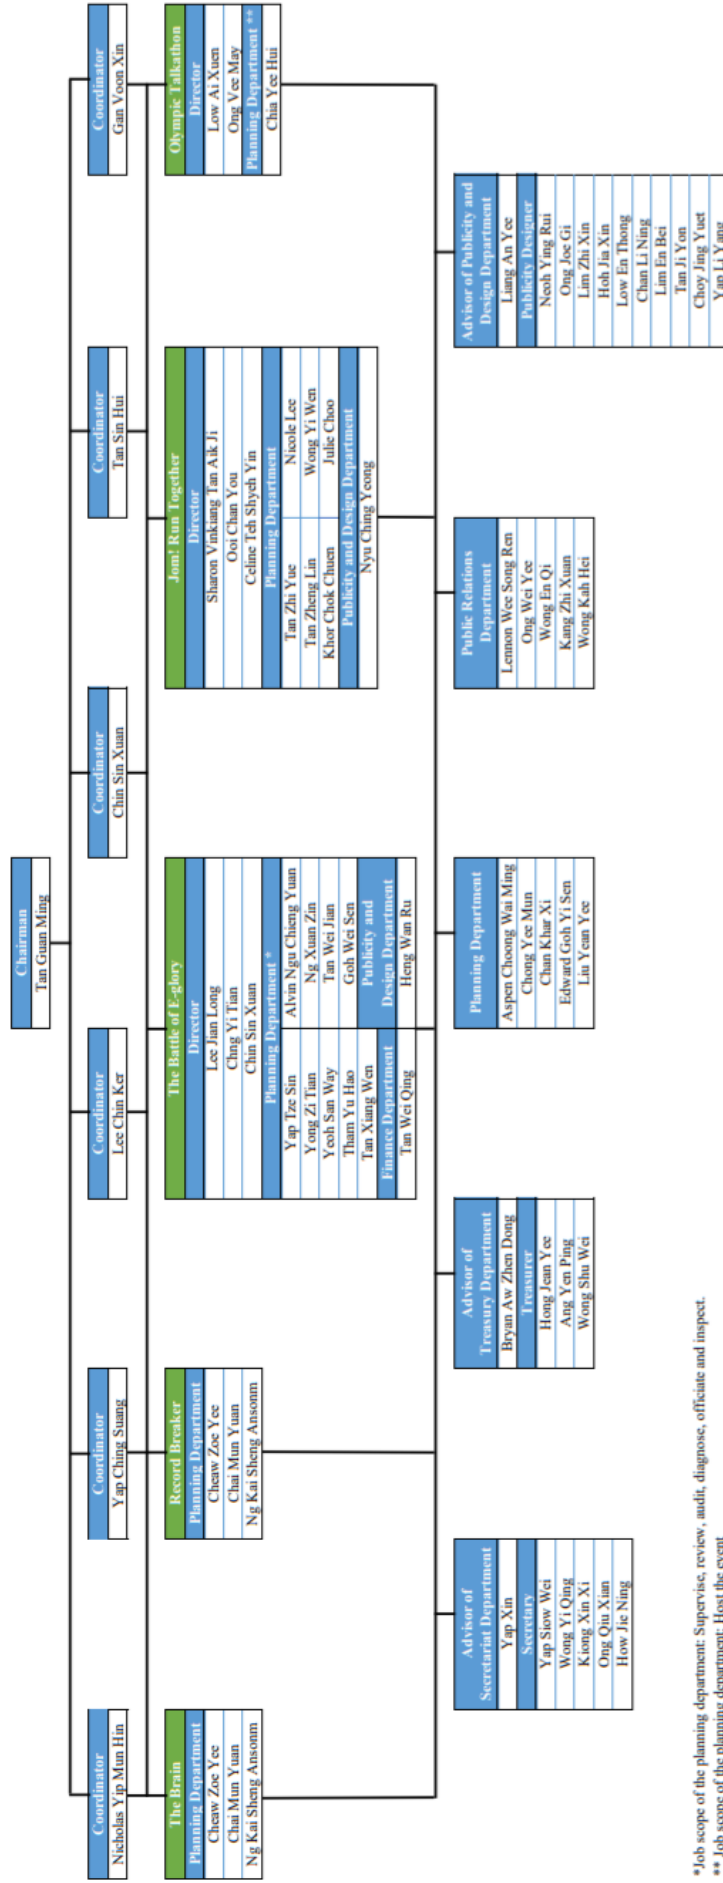 Chairman
Tan Guan Ming
Coordinator
Nicholas Yip Mun Hin
Coordinator
Yap Ching Suang
Coordinator
Lee Chin Ker
Coordinator
Chin Sin Xuan
Coordinator
Tan Sin Hui
Coordinator
Gan Voon Xin
The Brain
Planning Department
Cheaw Zoe Yee
Chai Mun Yuan
Ng Kai Sheng Ansonm
Record Breaker
Planning Department
Cheaw Zoe Yee
Chai Mun Yuan
Ng Kai Sheng Ansonm
The Battle of E-glory
Director
Lee Jian Long
Chng Yi Tian
Chin Sin Xuan
Planning Department *
Yap Tze Sin
Yong Zi Tian
Yeoh San Way
Tham Yu Hao
Tan Xiang Wen
Finance Department
Tan Wei Qing
Alvin Ngu Chieng Yuan
Ng Xuan Zin
Tan Wei Jian
Goh Wei Sen
Publicity and
Design Department
Heng Wan Ru
Jom! Run Together
Director
Sharon Vinkiang Tan Aik Ji
Ooi Chan You
Celine Teh Shyeh Yin
Planning Department
Tan Zhi Yue
Tan Zheng Lin
Khor Chok Chuen
Nicole Lee
Wong Yi Wen
Julie Choo
Publicity and Design Department
Nyu Ching Yeong
Olympic Talkathon
Director
Low Ai Xuen
Ong Vee May
Planning Department **
Chia Yee Hui
Advisor of
Secretariat Department
Yap Xin
Secretary
Yap Siow Wei
Wong Yi Qing
Kiong Xin Xi
Ong Qiu Xian
How Jie Ning
Advisor of
Treasury Department
Bryan Aw Zhen Dong
Treasurer
Hong Jean Yee
Ang Yen Ping
Wong Shu Wei
Planning Department
Aspen Choong Wai Ming
Chong Yee Mun
Chan Khar Xi
Edward Goh Yi Sen
Liu Yean Yee
Public Relations
Department
Lennon Wee Song Ren
Ong Wei Yee
Wong En Qi
Kang Zhi Xuan
Wong Kah Hei
Advisor of Publicity and
Design Department
Liang An Yee
Publicity Designer
Neoh Ying Rui
Ong Joe Gi
Lim Zhi Xin
Hoh Jia Xin
Low En Thong
Chan Li Ning
Lim En Bei
Tan Ji Yon
Choy Jing Yuet
Yap Li Yang
*Job scope of the planning department: Supervise, review, audit, diagnose, officiate and inspect.
** Job scope of the planning department: Host the event